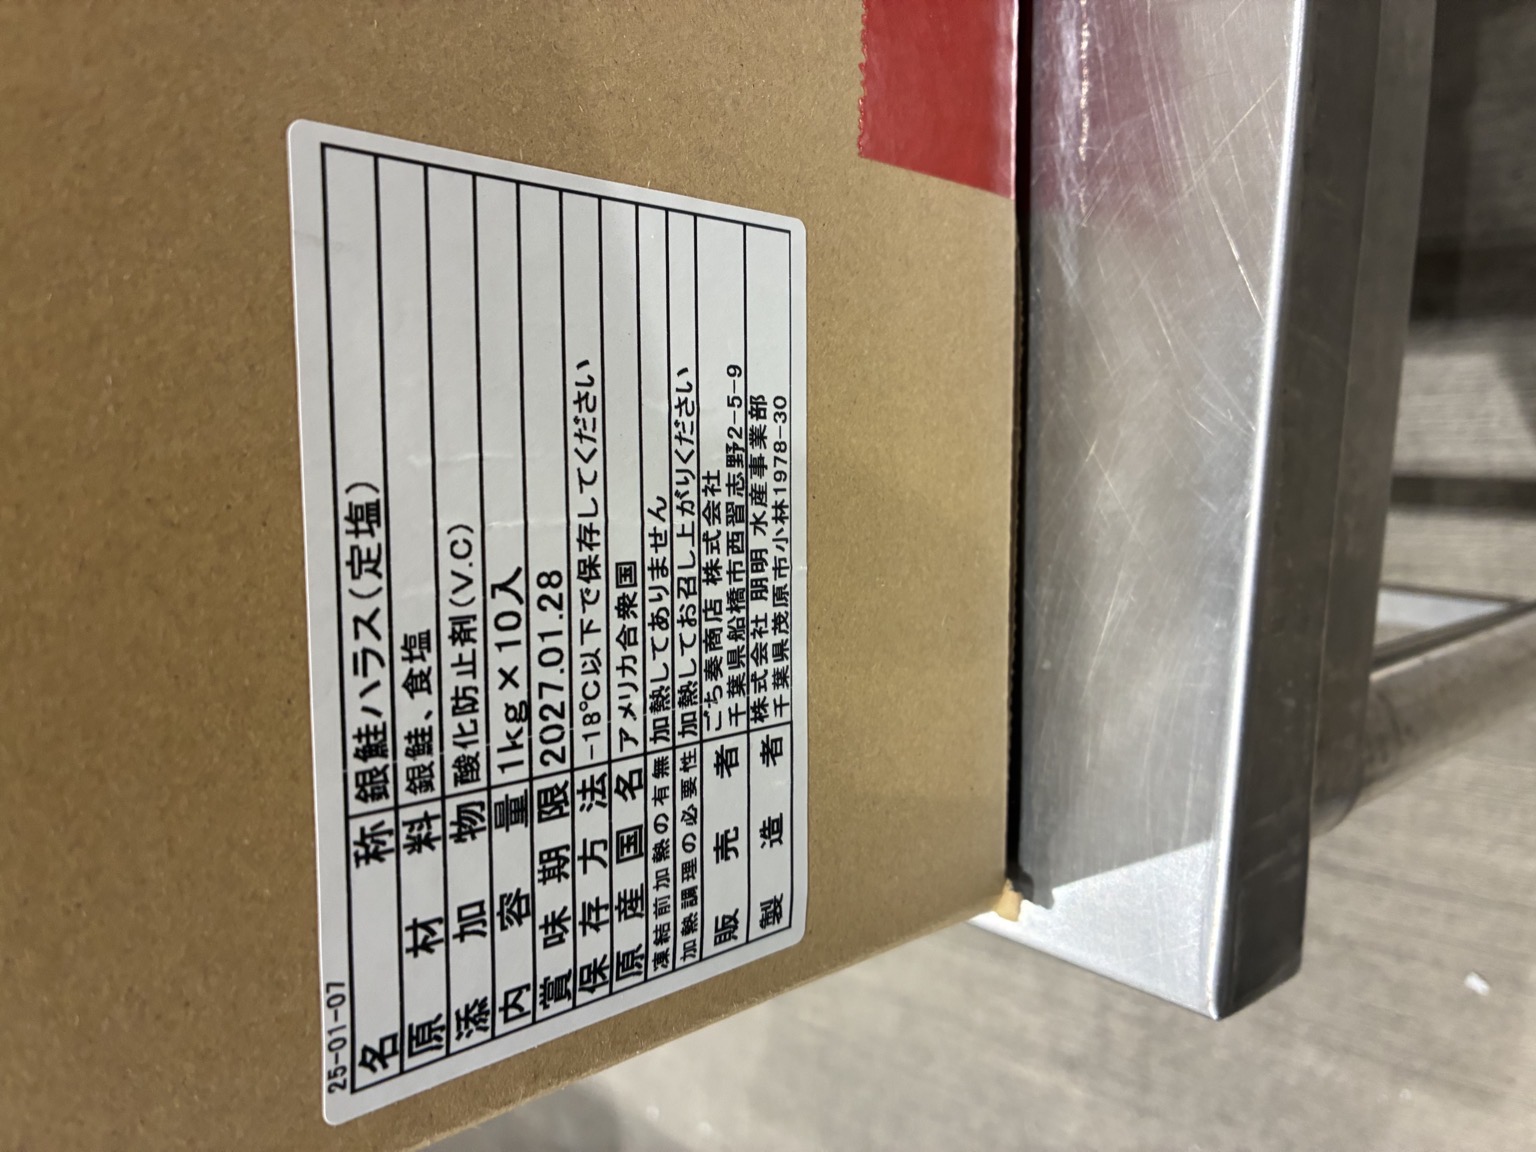 25-01-07
名称 銀鮭ハラス(定塩)
原材料 銀鮭、食塩
添加物 酸化防止剤(V.C)
内容量 1kg×10入
賞味期限 2027.01.28
保存方法 -18℃以下で保存してください
原産国名 アメリカ合衆国
凍結前加熱の有無 加熱してありません
加熱調理の必要性 加熱してお召し上がりください
販売者 ごち奏商店 株式会社
千葉県船橋市西習志野2-5-9
製造者 株式会社 朋明 水産事業部
千葉県茂原市小林1978-30